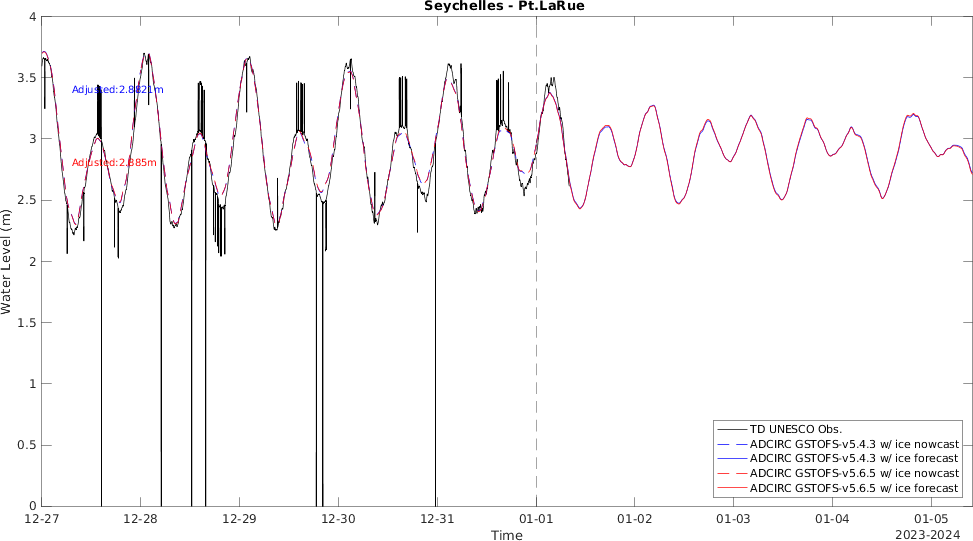 Seychelles - Pt.LaRue
4
3.5
3
2.5
2
1.5
1
0.5
0
Water Level (m)
Adjusted:2.8821m
Adjusted:2.885m
TD UNESCO Obs.
ADCIRC GSTOFS-v5.4.3 w/ ice nowcast
ADCIRC GSTOFS-v5.4.3 w/ ice forecast
ADCIRC GSTOFS-v5.6.5 w/ ice nowcast
ADCIRC GSTOFS-v5.6.5 w/ ice forecast
12-27 12-28 12-29 12-30 12-31 01-01 01-02 01-03 01-04 01-05
Time
2023-2024